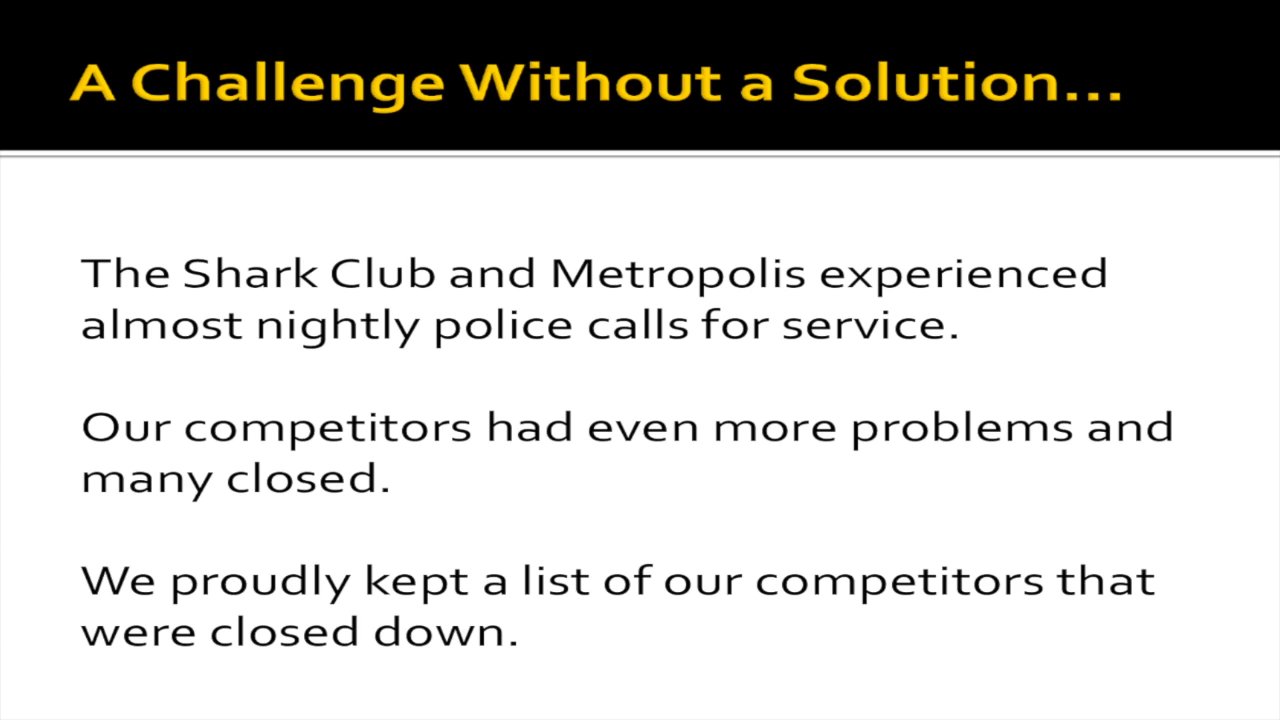 A Challenge Without a Solution...
The Shark Club and Metropolis experienced
almost nightly police calls for service.
Our competitors had even more problems and
many closed.
We proudly kept a list of our competitors that
were closed down.